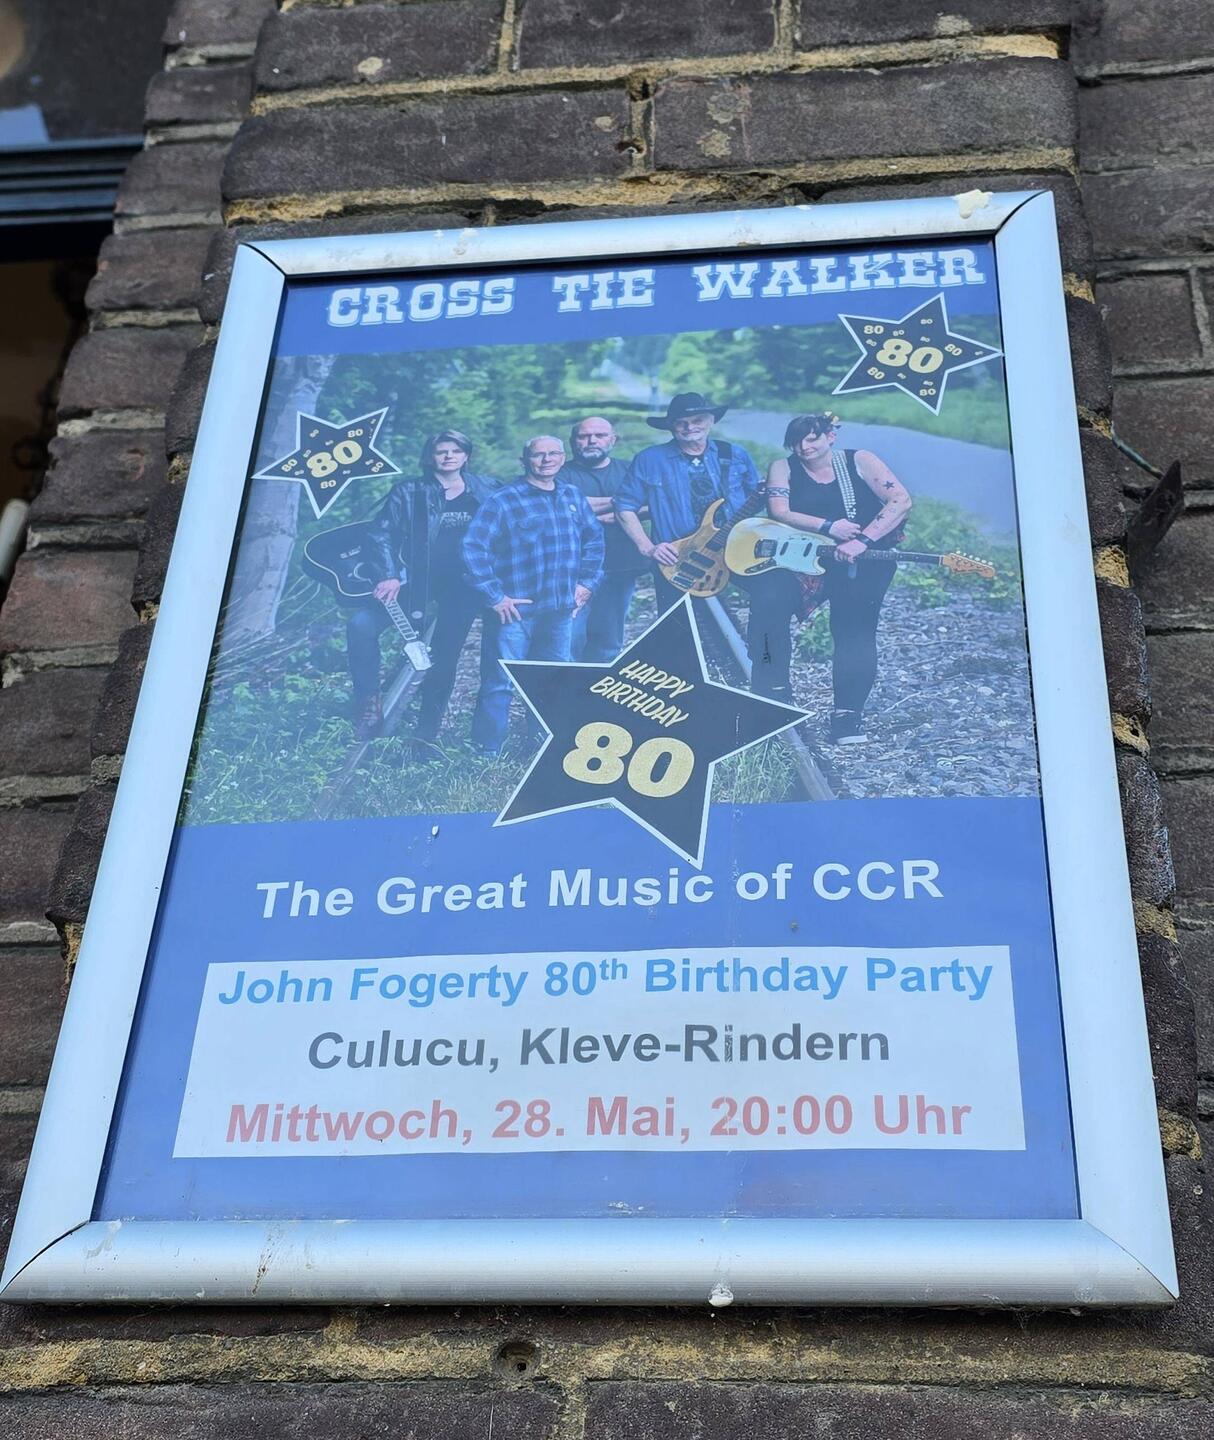 CROSS TIE WALKER
80
80
HAPPY
BIRTHDAY
80
The Great Music of CCR
John Fogerty 80th Birthday Party
Culucu, Kleve-Rindern
Mittwoch, 28. Mai, 20:00 Uhr